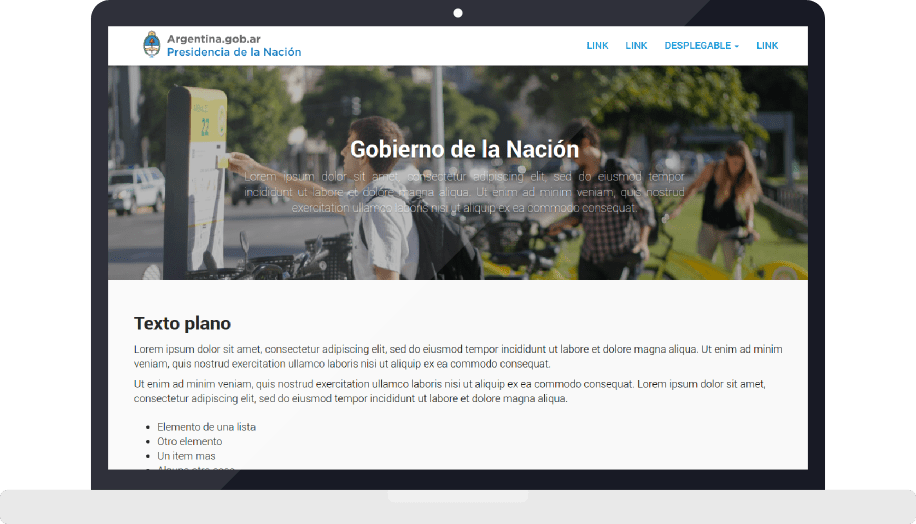 Argentina.gob.ar
Presidencia de la Nación
LINK LINK DESPLEGABLE LINK
22
Gobierno de la Nación
Lorem ipsum dolor sit amet, consectetur adipiscing elit, sed do eiusmod tempor
incididunt ut labore et dolore magna aliqua. Ut enim ad minim veniam, quis nostrud
exercitation ullamco laboris nisi ut aliquip ex ea commodo consequat.
Texto plano
Lorem ipsum dolor sit amet, consectetur adipiscing elit, sed do eiusmod tempor incididunt ut labore et dolore magna aliqua. Ut enim ad minim
veniam, quis nostrud exercitation ullamco laboris nisi ut aliquip ex ea commodo consequat.
Ut enim ad minim veniam, quis nostrud exercitation ullamco laboris nisi ut aliquip ex ea commodo consequat. Lorem ipsum dolor sit amet,
consectetur adipiscing elit, sed do eiusmod tempor incididunt ut labore et dolore magna aliqua.
• Elemento de una lista
• Otro elemento
• Un item mas